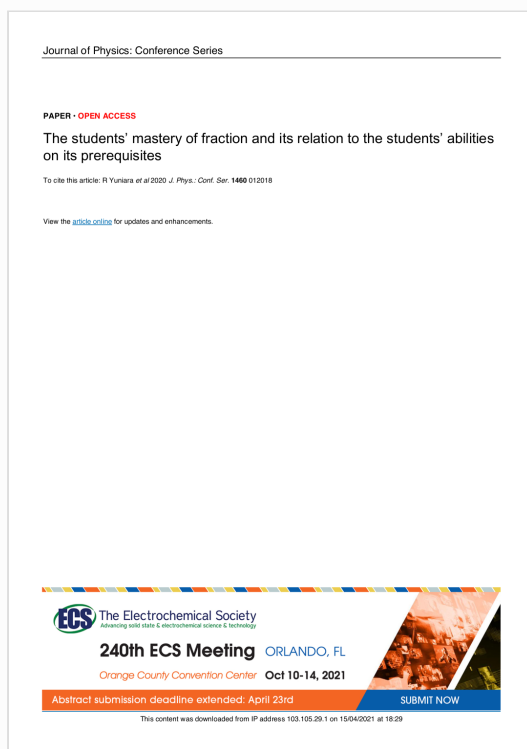 Journal of Physics: Conference Series
PAPER • OPEN ACCESS
The students' mastery of fraction and its relation to the students' abilities
on its prerequisites
To cite this article: R Yuniara et al 2020 J. Phys.: Conf. Ser. 1460 012018
View the article online for updates and enhancements.
ECS The Electrochemical Society
Advancing solid state & electrochemical science & technology
240th ECS Meeting ORLANDO, FL
Orange County Convention Center Oct 10-14, 2021
Abstract submission deadline extended: April 23rd SUBMIT NOW
This content was downloaded from IP address 103.105.29.1 on 15/04/2021 at 18:29